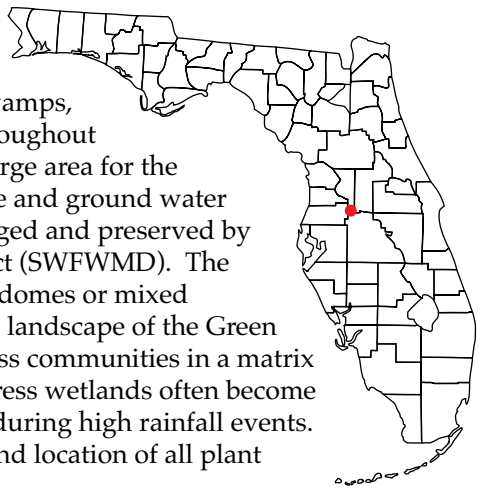 vamps,
roughout
rge area for the
e and ground water
ged and preserved by
ct (SWFWMD).  The
domes or mixed
landscape of the Green
ss communities in a matrix
ress wetlands often become
during high rainfall events.
nd location of all plant